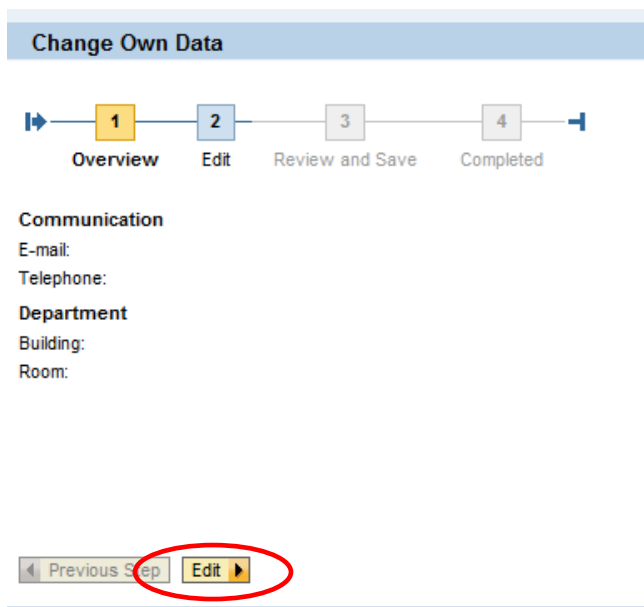 Change Own Data
1 2 3 4
Overview Edit Review and Save Completed
Communication
E-mail:
Telephone:
Department
Building:
Room:
Previous Step Edit